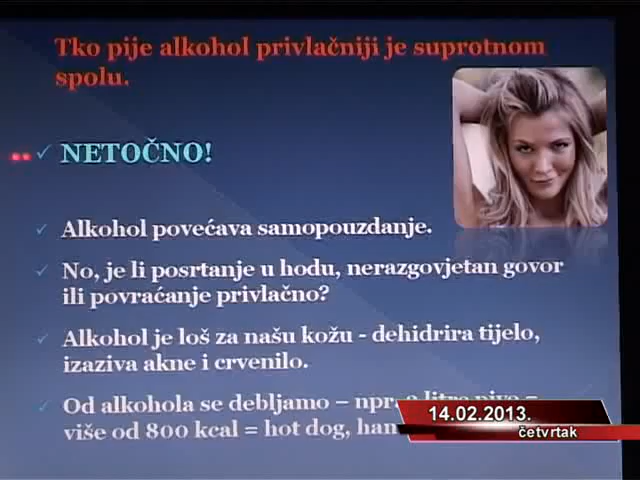 Tko pije alkohol privlačniji je suprotnom
spolu.
NETOČNO!
Alkohol povećava samopouzdanje.
No, je li posrtanje u hodu, nerazgovjetan govor
ili povraćanje privlačno?
Alkohol je loš za našu kožu - dehidrira tijelo,
izaziva akne i crvenilo.
Od alkohola se debljamo – npr.
više od 800 kcal = hot dog,
14.02.2013.
četvrtak